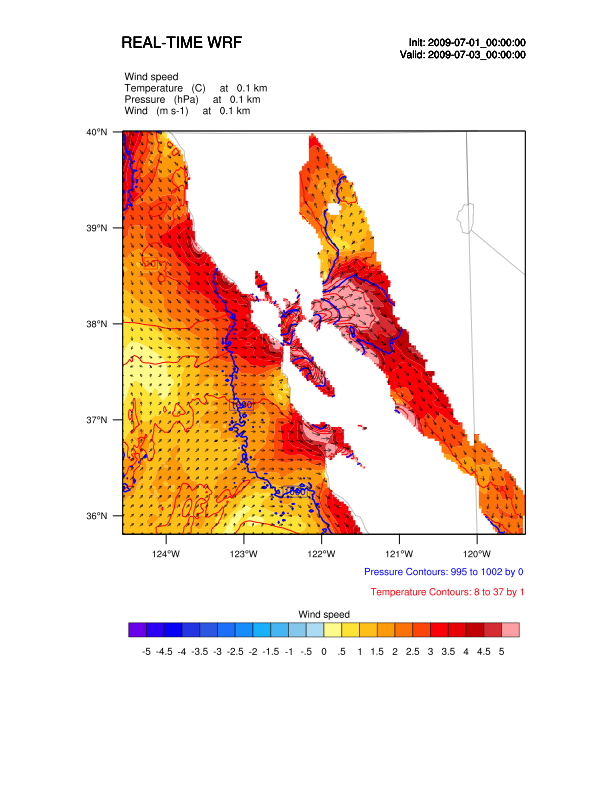 REAL-TIME WRF
Init: 2009-07-01_00:00:00
Valid: 2009-07-03_00:00:00
Wind speed
Temperature (C) at 0.1 km
Pressure (hPa) at 0.1 km
Wind (m s-1) at 0.1 km
40°N
39°N
38°N
37°N
36°N
124°W 123°W 122°W 121°W 120°W
Pressure Contours: 995 to 1002 by 0
Temperature Contours: 8 to 37 by 1
Wind speed
-5 -4.5 -4 -3.5 -3 -2.5 -2 -1.5 -1 -.5 0 .5 1 1.5 2 2.5 3 3.5 4 4.5 5